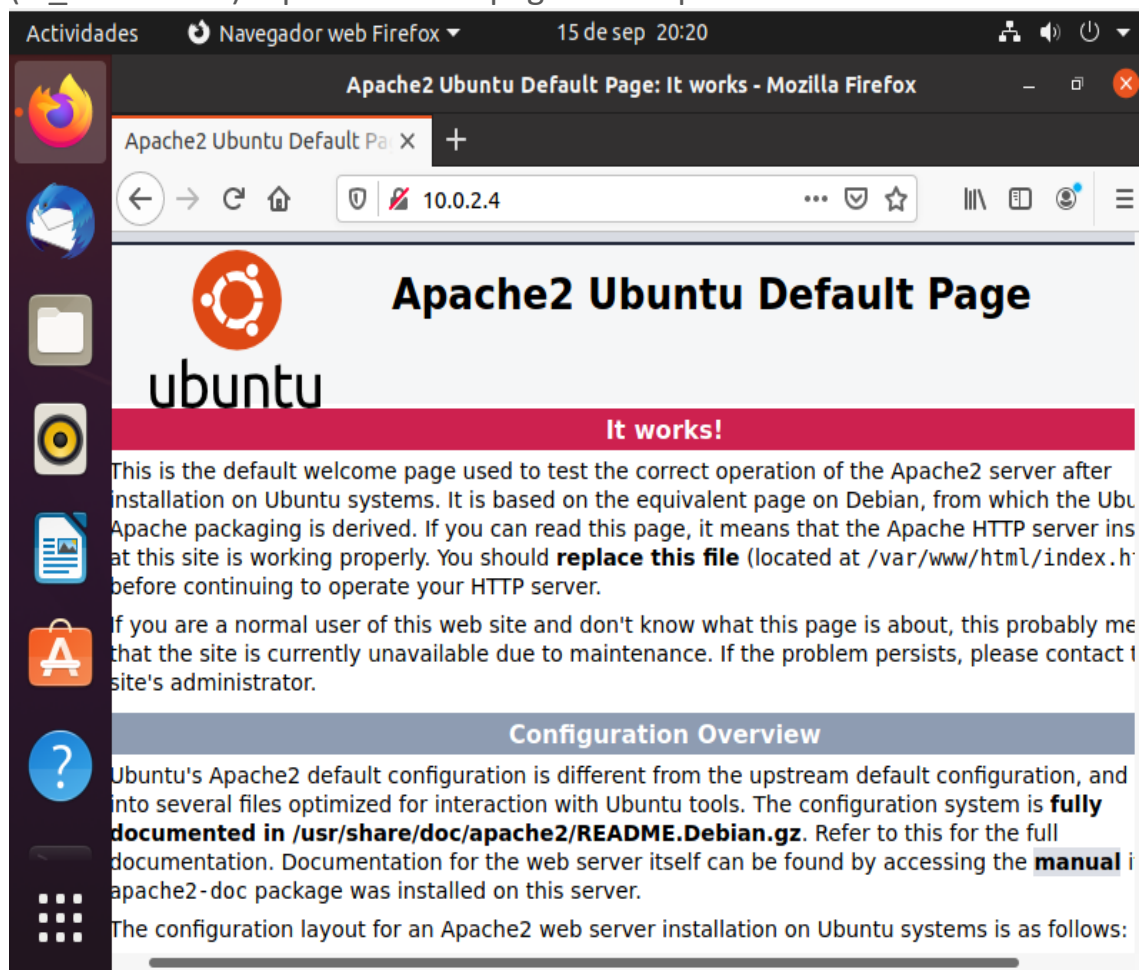 Actividades Navegador web Firefox 15 de sep 20:20
Apache2 Ubuntu Default Page: It works - Mozilla Firefox
Apache2 Ubuntu Default Pa
10.0.2.4
Apache2 Ubuntu Default Page
ubuntu
It works!
This is the default welcome page used to test the correct operation of the Apache2 server after
installation on Ubuntu systems. It is based on the equivalent page on Debian, from which the Ubu
Apache packaging is derived. If you can read this page, it means that the Apache HTTP server ins
at this site is working properly. You should replace this file (located at /var/www/html/index.h
before continuing to operate your HTTP server.
If you are a normal user of this web site and don't know what this page is about, this probably me
that the site is currently unavailable due to maintenance. If the problem persists, please contact t
site's administrator.
Configuration Overview
Ubuntu's Apache2 default configuration is different from the upstream default configuration, and
into several files optimized for interaction with Ubuntu tools. The configuration system is fully
documented in /usr/share/doc/apache2/README.Debian.gz. Refer to this for the full
documentation. Documentation for the web server itself can be found by accessing the manual i
apache2-doc package was installed on this server.
The configuration layout for an Apache2 web server installation on Ubuntu systems is as follows: